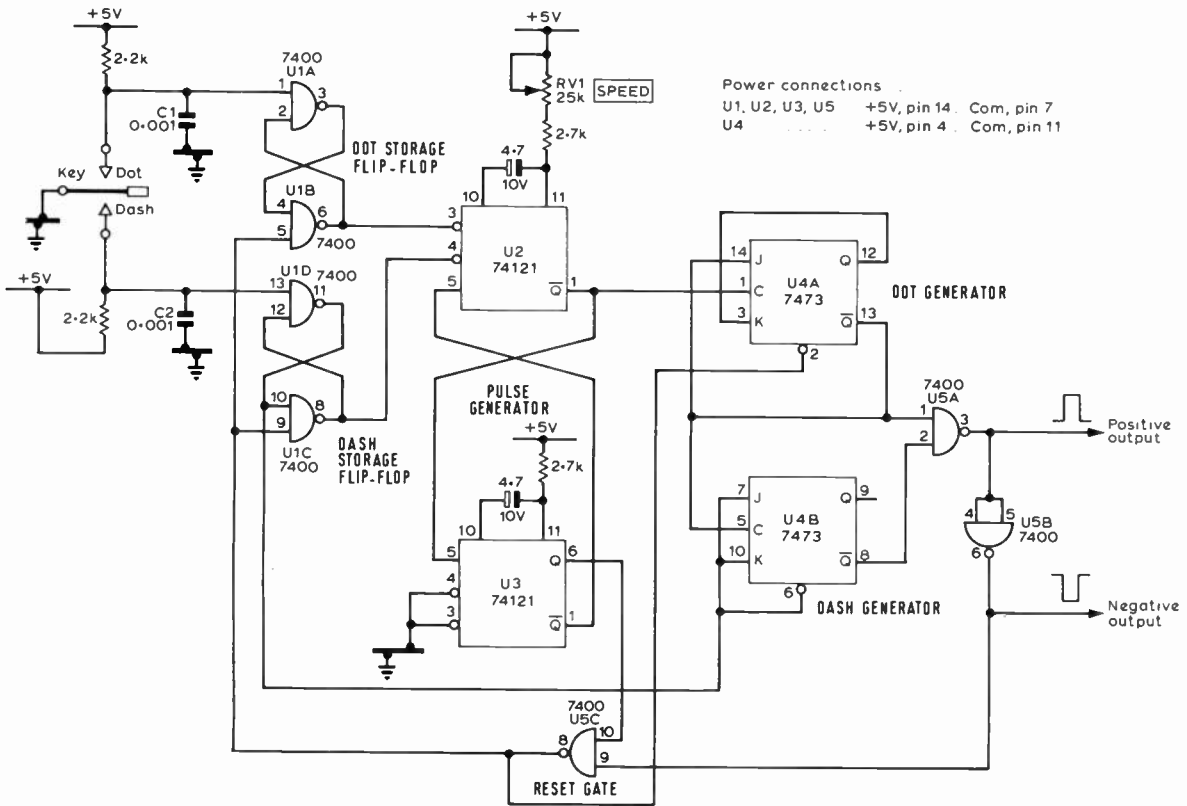 +5V
2.2k
1
2
3
7400
U1A
C1
0.001
DOT STORAGE
FLIP-FLOP
Key
Dot
Dash
U1B
4
5
6
7400
+5V
2.2k
C2
0.001
U1D
7400
13
12
11
10
9
8
U1C
7400
DASH
STORAGE
FLIP-FLOP
+5V
RV1
25k
SPEED
2.7k
4.7
10V
10
11
3
4
5
U2
74121
Q
1
PULSE
GENERATOR
+5V
2.7k
4.7
10V
10
11
5
4
3
U3
74121
Q
6
Q
1
Power connections
U1, U2, U3, U5 +5V, pin 14. Com, pin 7
U4 ..... +5V, pin 4. Com, pin 11
14
J
Q
12
1
C
U4A
7473
3
K
Q
13
2
DOT GENERATOR
7
J
Q
9
5
C
U4B
7473
10
K
Q
8
6
DASH GENERATOR
7400
U5A
1
2
3
Positive
output
4
5
U5B
7400
6
Negative
output
7400
U5C
8
10
9
RESET GATE